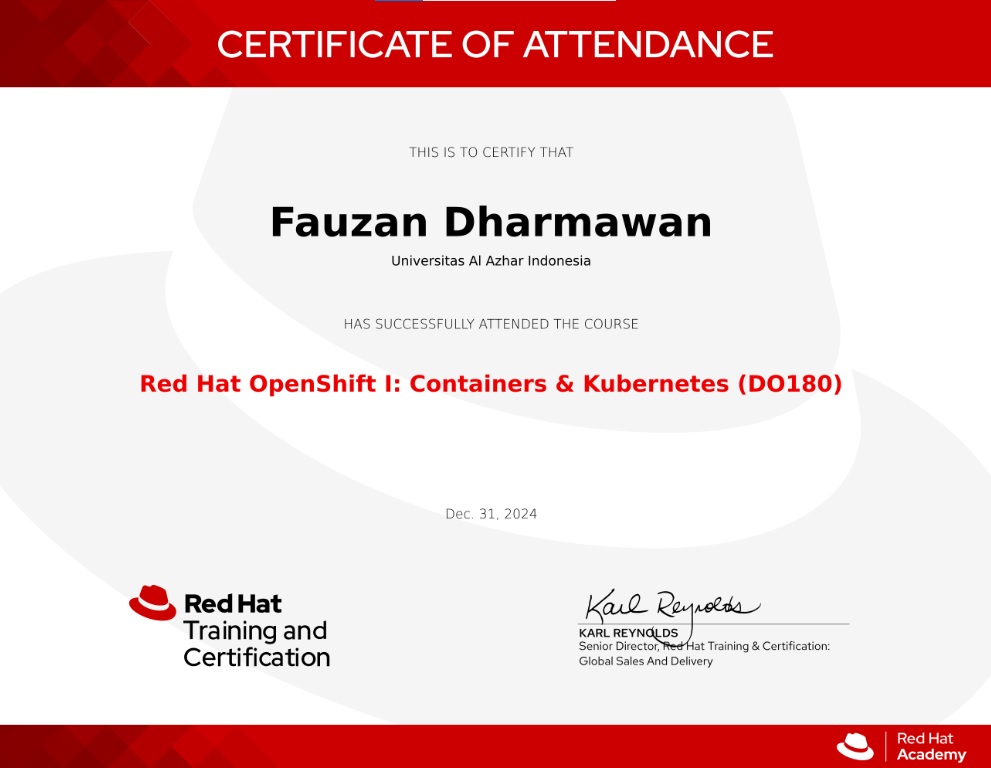 CERTIFICATE OF ATTENDANCE
THIS IS TO CERTIFY THAT
Fauzan Dharmawan
Universitas Al Azhar Indonesia
HAS SUCCESSFULLY ATTENDED THE COURSE
Red Hat OpenShift I: Containers & Kubernetes (DO180)
Dec. 31, 2024
Red Hat
Training and
Certification
Karl Reynolds
KARL REYNOLDS
Senior Director, Red Hat Training & Certification:
Global Sales And Delivery
Red Hat
Academy